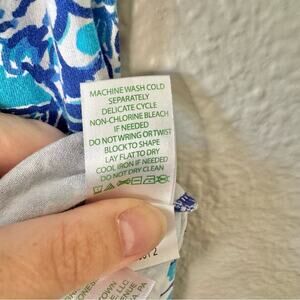 MACHINE WASH COLD
SEPARATELY
DELICATE CYCLE
NON-CHLORINE BLEACH
IF NEEDED
DO NOT WRING OR TWIST
BLOCK TO SHAPE
LAY FLAT TO DRY
COOL IRON IF NEEDED
DO NOT DRY CLEAN